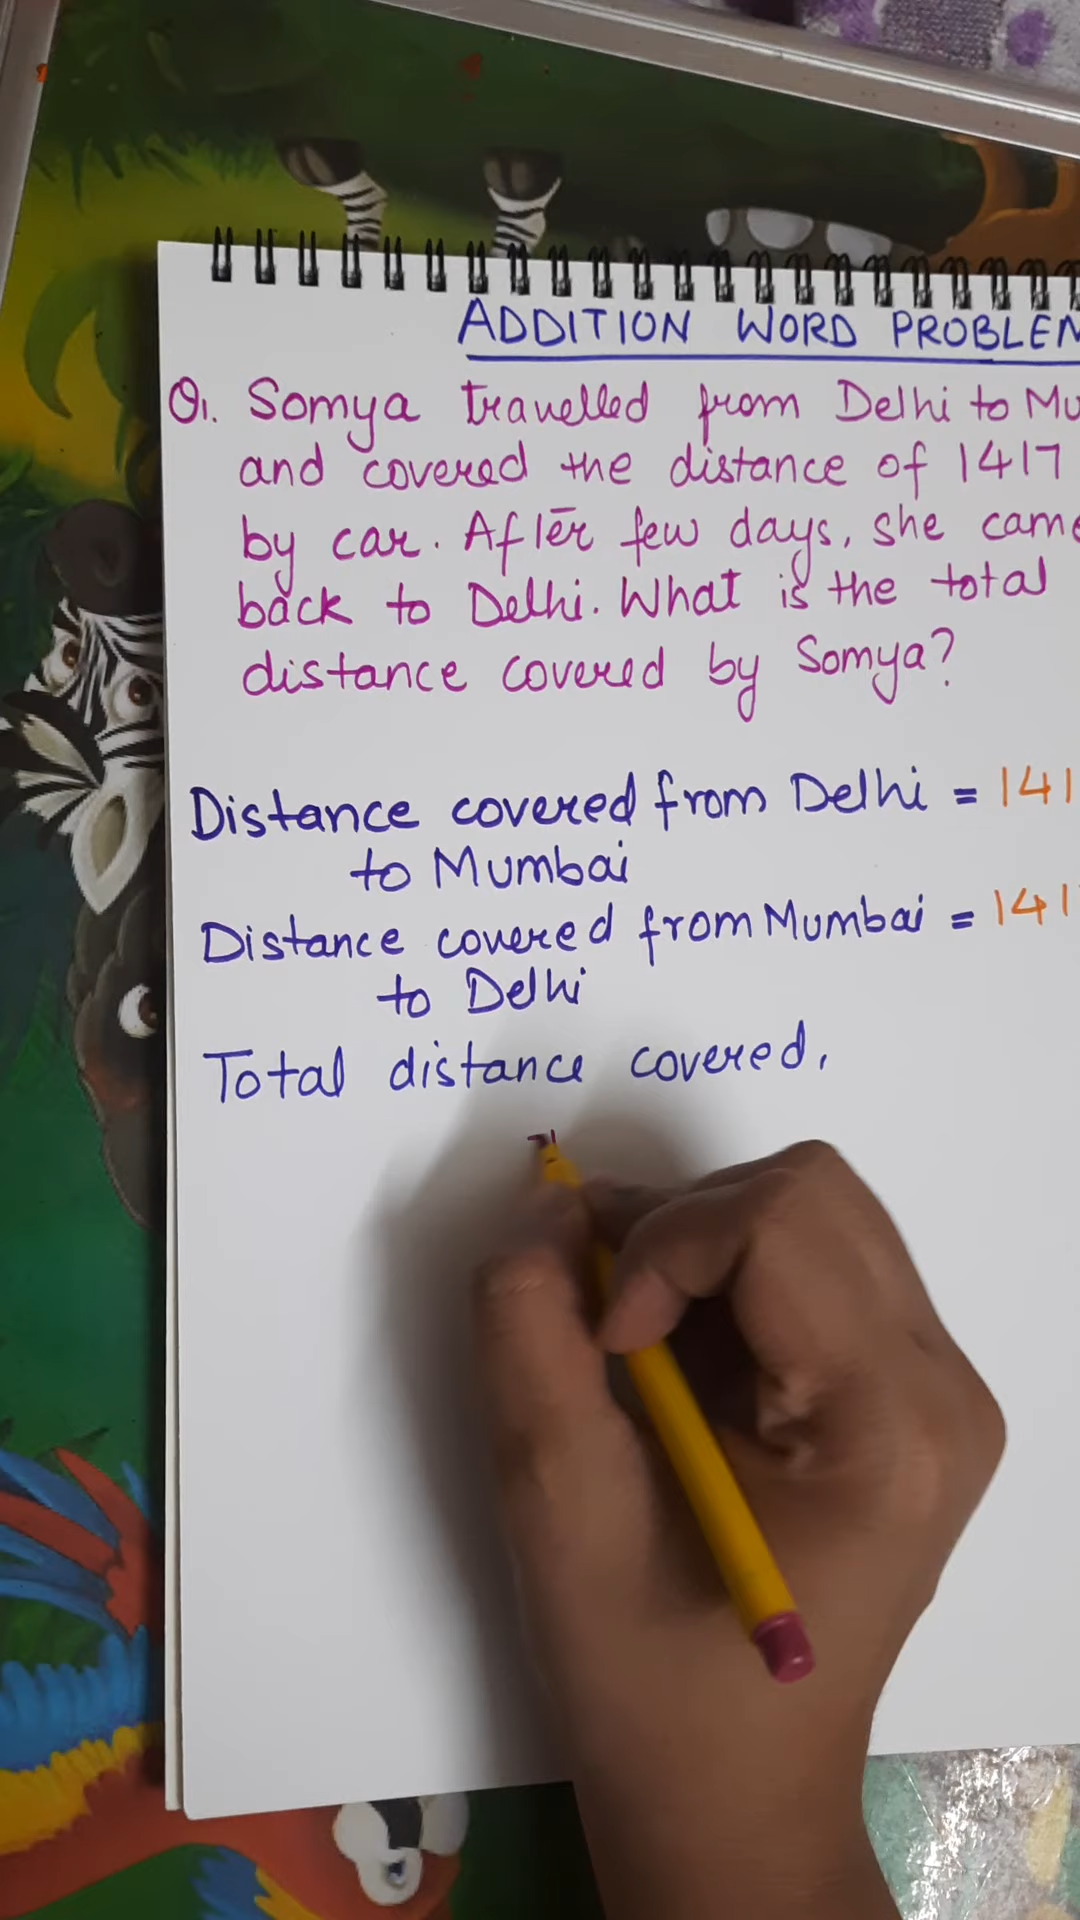 ADDITION WORD PROBLEM
Q1. Somya travelled from Delhi to Mu
and covered the distance of 1417
by car. After few days, she came
back to Delhi. What is the total
distance covered by Somya?
Distance covered from Delhi = 141
to Mumbai
Distance covered from Mumbai = 141
to Delhi
Total distance covered,